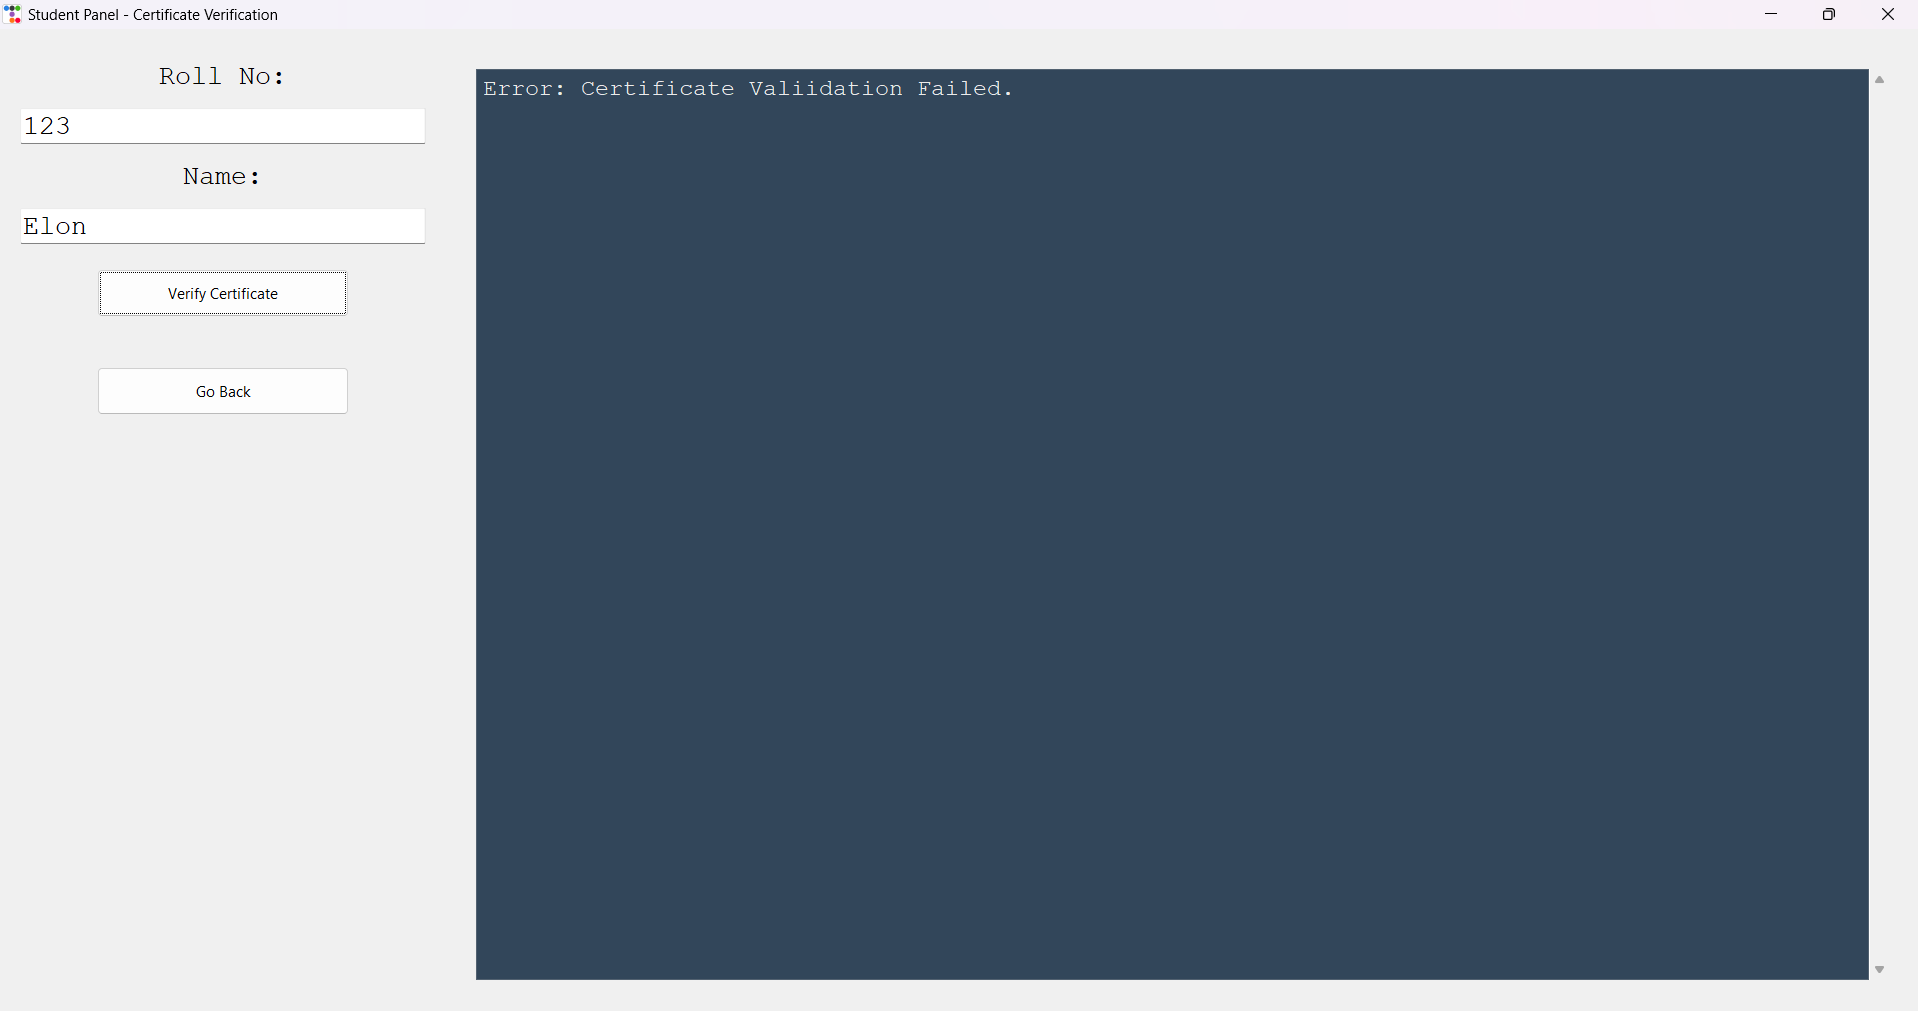 Student Panel - Certificate Verification
Roll No:
123
Name:
Elon
Verify Certificate
Go Back
Error: Certificate Valiidation Failed.